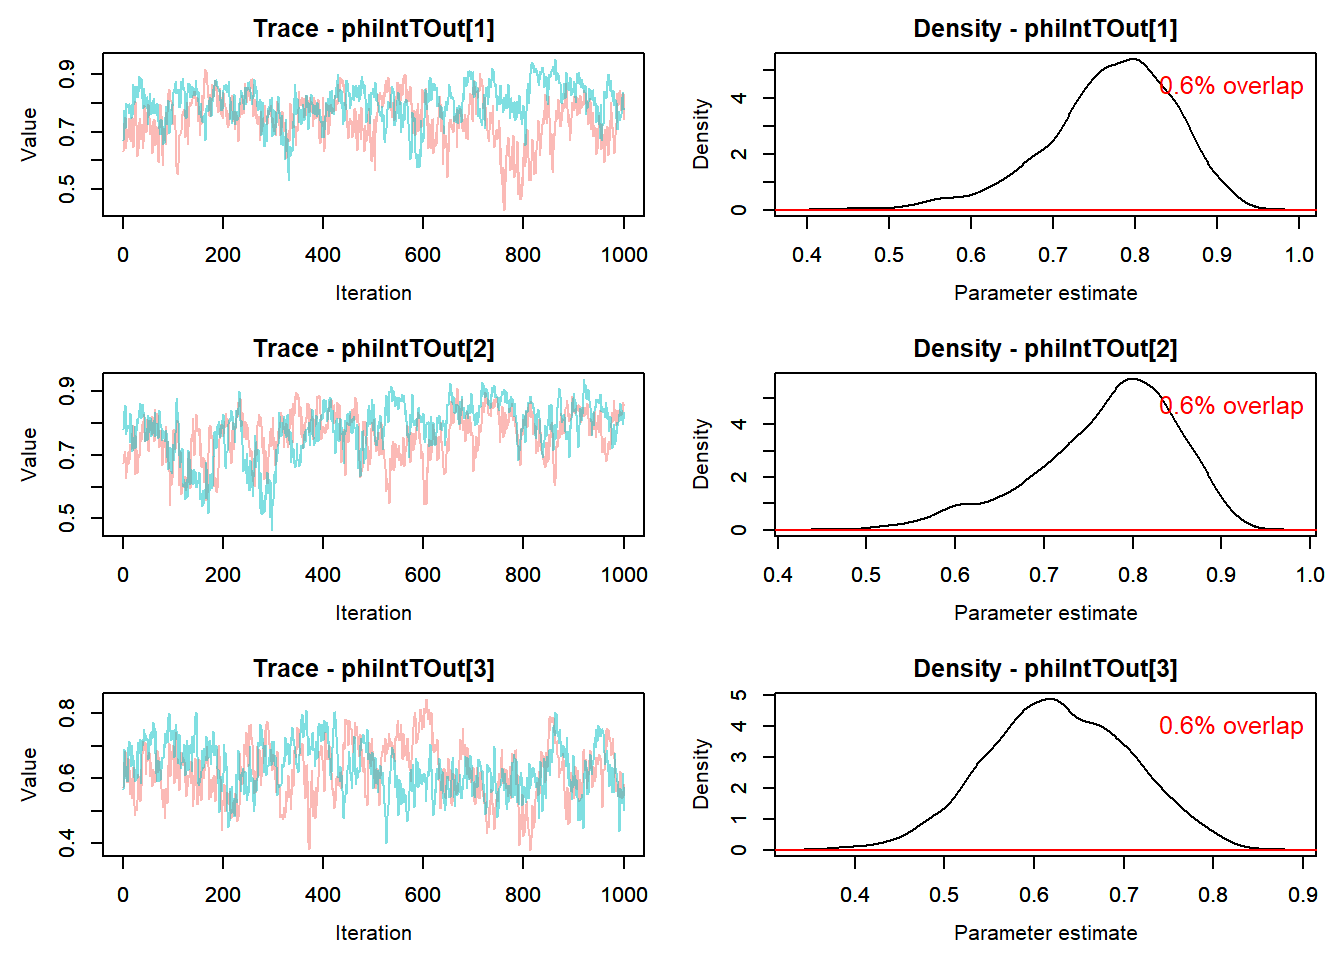 Trace - phiIntTOut[1]
Value
0.5 0.7 0.9
0 200 400 600 800 1000
Iteration
Density - phiIntTOut[1]
Density
0 2 4
0.6% overlap
0.4 0.5 0.6 0.7 0.8 0.9 1.0
Parameter estimate
Trace - phiIntTOut[2]
Value
0.5 0.7 0.9
0 200 400 600 800 1000
Iteration
Density - phiIntTOut[2]
Density
0 2 4
0.6% overlap
0.4 0.5 0.6 0.7 0.8 0.9 1.0
Parameter estimate
Trace - phiIntTOut[3]
Value
0.4 0.6 0.8
0 200 400 600 800 1000
Iteration
Density - phiIntTOut[3]
Density
0 1 2 3 4 5
0.6% overlap
0.4 0.5 0.6 0.7 0.8 0.9
Parameter estimate